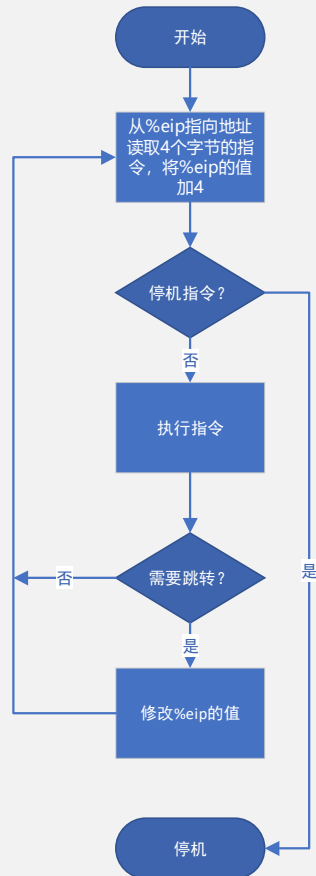 开始
从%eip指向地址
读取4个字节的指
令，将%eip的值
加4
停机指令？
否
执行指令
需要跳转？
否
是
是
修改%eip的值
停机